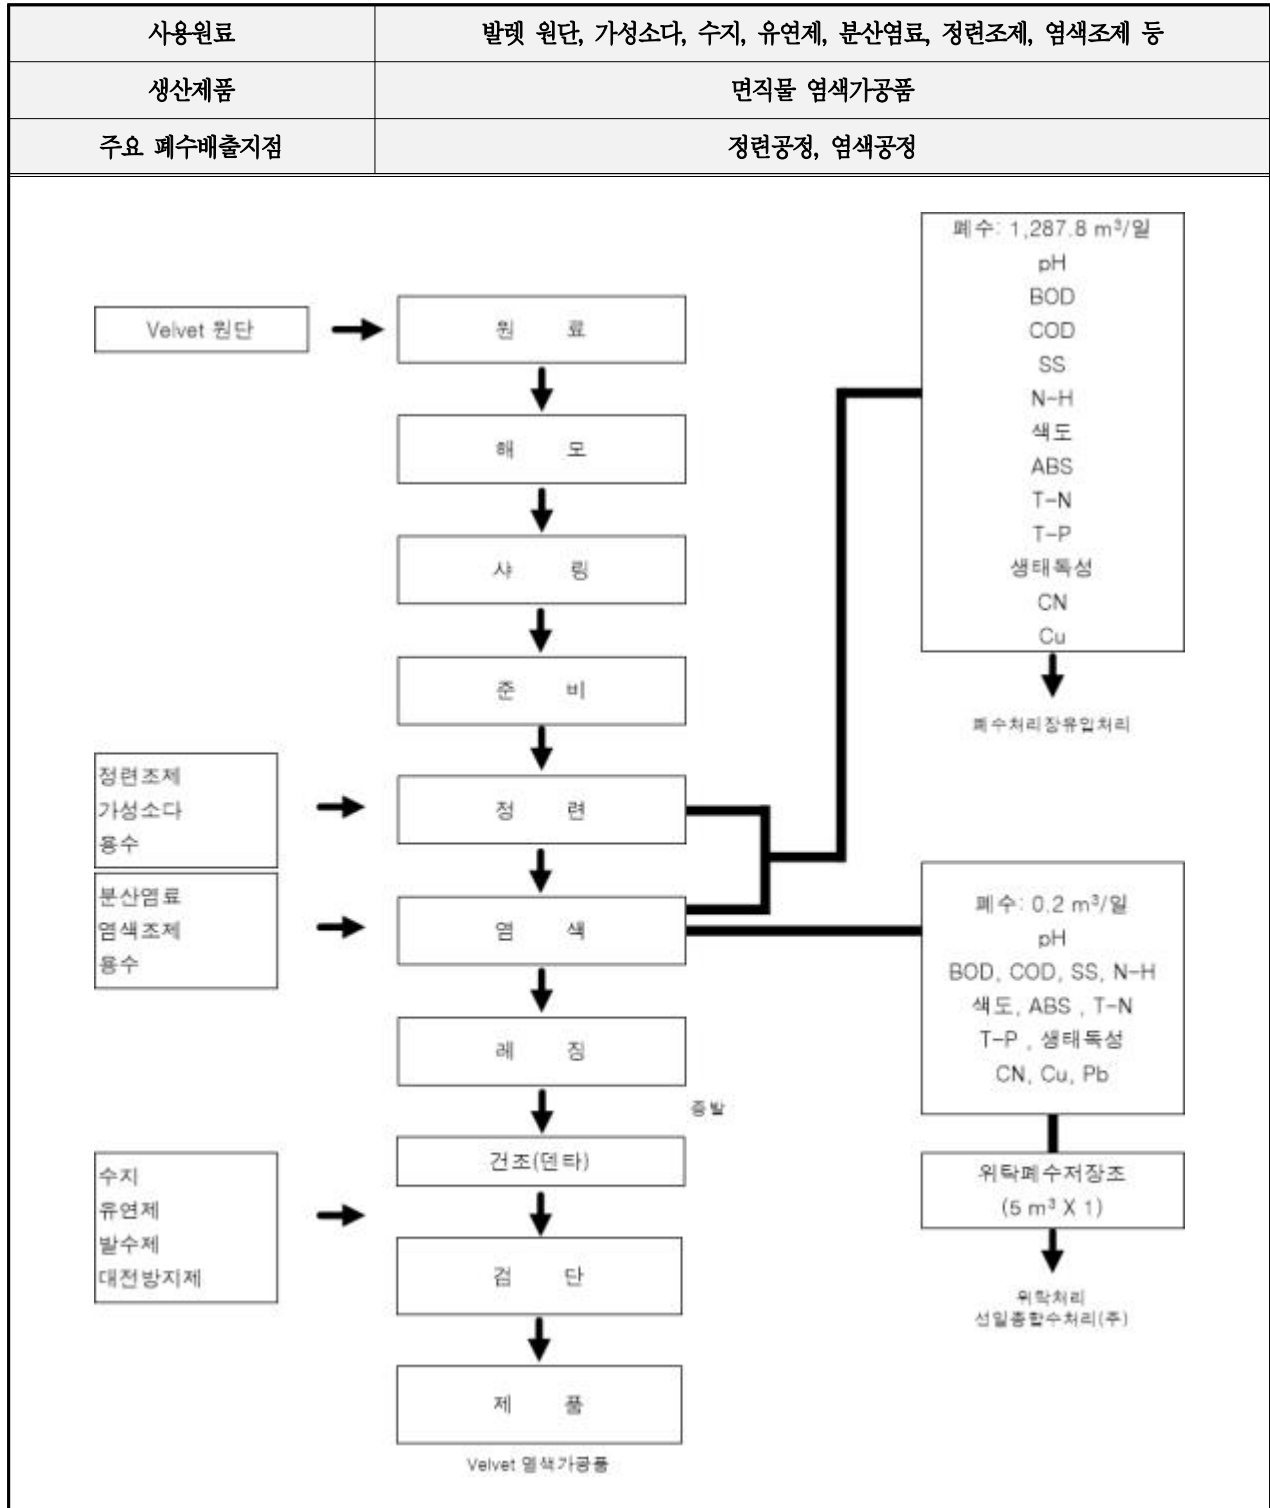 사용원료 발렛 원단, 가성소다, 수지, 유연제, 분산염료, 정련조제, 염색조제 등
생산제품 면직물 염색가공품
주요 폐수배출지점 정련공정, 염색공정
Velvet 원단
원 료
해 모
샤 링
준 비
정련조제
가성소다
용수
정 련
분산염료
염색조제
용수
염 색
레 징
증발
건조(덴타)
수지
유연제
발수제
대전방지제
검 단
제 품
Velvet 염색가공품
폐수: 1,287.8 m³/일
pH
BOD
COD
SS
N-H
색도
ABS
T-N
T-P
생태독성
CN
Cu
폐수처리장유입처리
폐수: 0.2 m³/일
pH
BOD, COD, SS, N-H
색도, ABS , T-N
T-P , 생태독성
CN, Cu, Pb
위탁폐수저장조
(5 m³ X 1)
위탁처리
선일종합수처리(주)